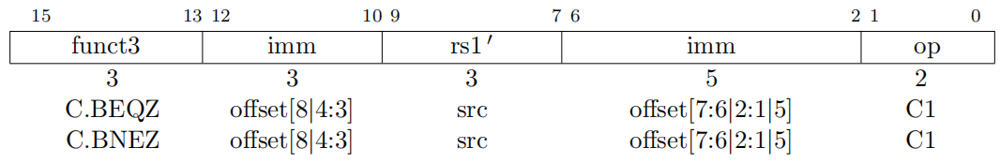 15 13 12 10 9 7 6 2 1 0
funct3 imm rs1′ imm op
3 3 3 5 2
C.BEQZ offset[8|4:3] src offset[7:6|2:1|5] C1
C.BNEZ offset[8|4:3] src offset[7:6|2:1|5] C1